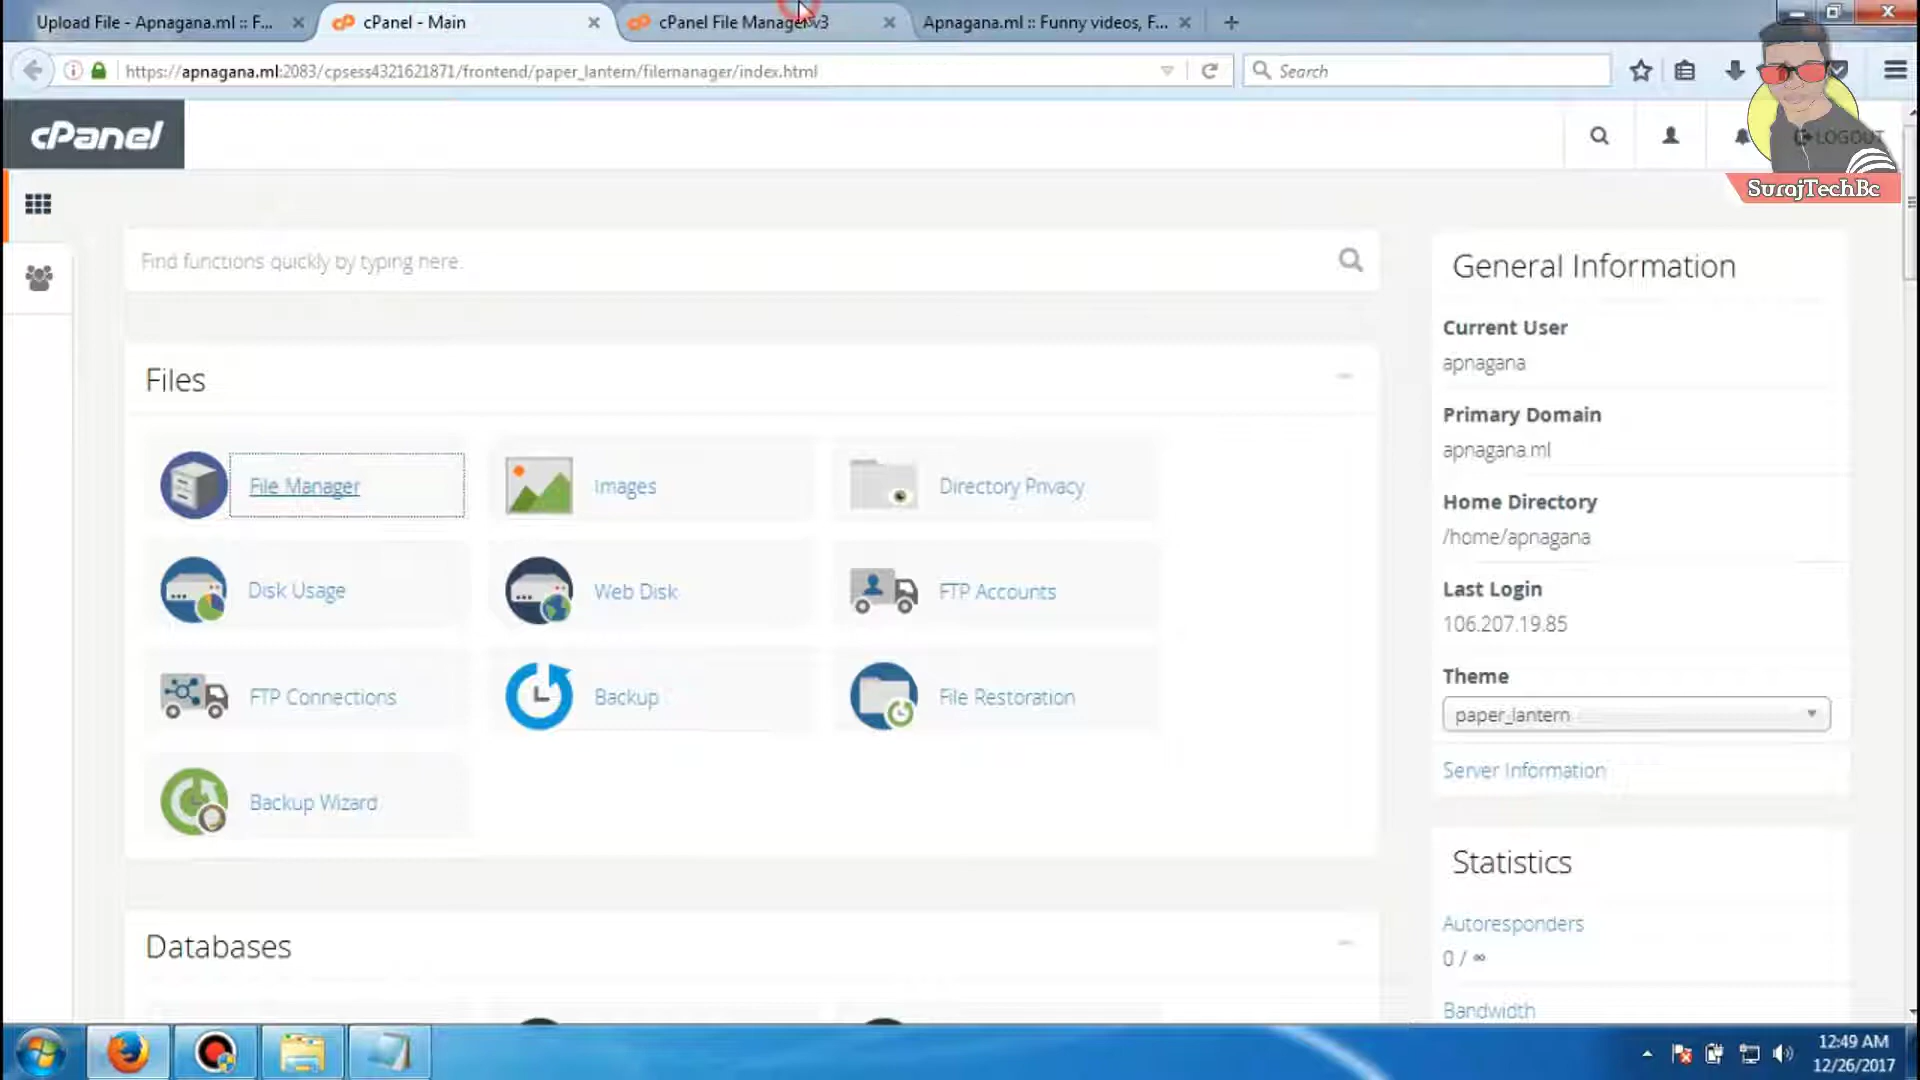 Upload File - Apnagana.ml :: F...
cPanel - Main
cPanel File Manager v3
Apnagana.ml :: Funny videos, F...
https://apnagana.ml:2083/cpsess4321621871/frontend/paper_lantern/filemanager/index.html
Search
cPanel
LOGOUT
SurajTechBc
Find functions quickly by typing here.
Files
File Manager
Images
Directory Privacy
Disk Usage
Web Disk
FTP Accounts
FTP Connections
Backup
File Restoration
Backup Wizard
Databases
General Information
Current User
apnagana
Primary Domain
apnagana.ml
Home Directory
/home/apnagana
Last Login
106.207.19.85
Theme
paper_lantern
Server Information
Statistics
Autoresponders
0 / ∞
Bandwidth
12:49 AM
12/26/2017